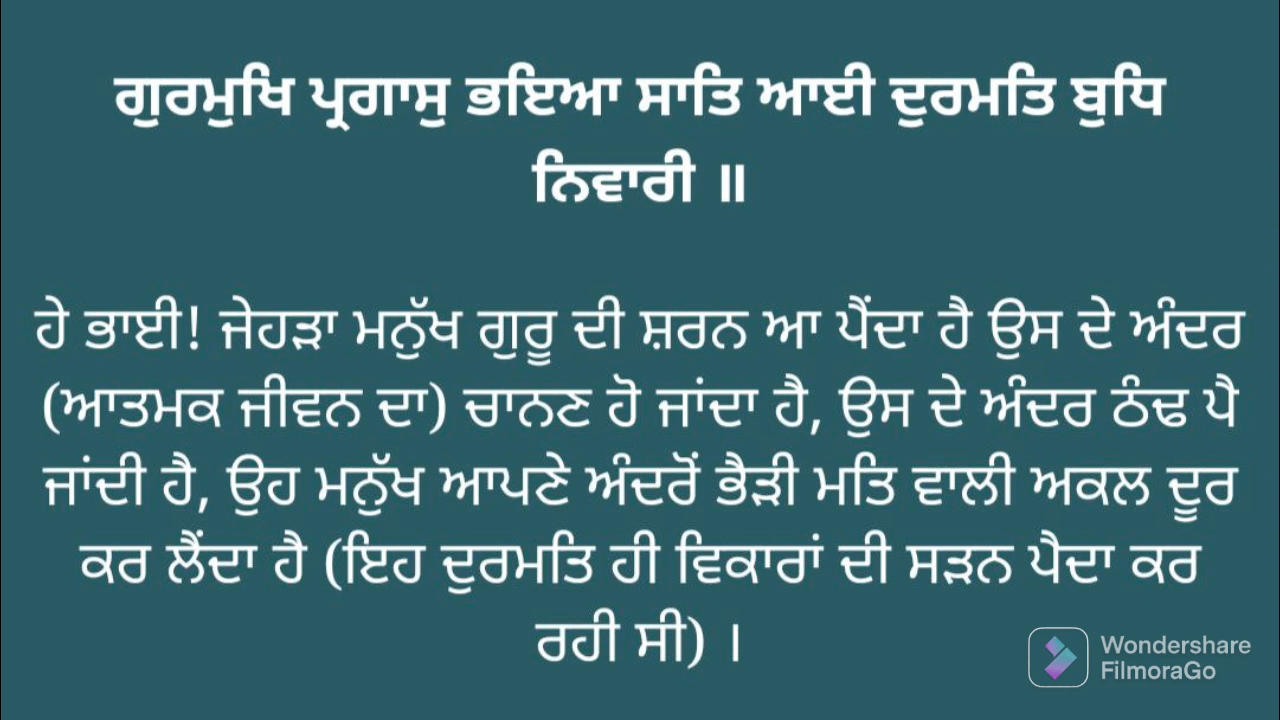 ਗੁਰਮੁਖਿ ਪ੍ਰਗਾਸੁ ਭਇਆ ਸਾਤਿ ਆਈ ਦੁਰਮਤਿ ਬੁਧਿ
ਨਿਵਾਰੀ ॥
ਹੇ ਭਾਈ! ਜੇਹੜਾ ਮਨੁੱਖ ਗੁਰੂ ਦੀ ਸ਼ਰਨ ਆ ਪੈਂਦਾ ਹੈ ਉਸ ਦੇ ਅੰਦਰ
(ਆਤਮਕ ਜੀਵਨ ਦਾ) ਚਾਨਣ ਹੋ ਜਾਂਦਾ ਹੈ, ਉਸ ਦੇ ਅੰਦਰ ਠੰਢ ਪੈ
ਜਾਂਦੀ ਹੈ, ਉਹ ਮਨੁੱਖ ਆਪਣੇ ਅੰਦਰੋਂ ਭੈੜੀ ਮਤਿ ਵਾਲੀ ਅਕਲ ਦੂਰ
ਕਰ ਲੈਂਦਾ ਹੈ (ਇਹ ਦੁਰਮਤਿ ਹੀ ਵਿਕਾਰਾਂ ਦੀ ਸੜਨ ਪੈਦਾ ਕਰ
ਰਹੀ ਸੀ) ।
Wondershare
FilmoraGo